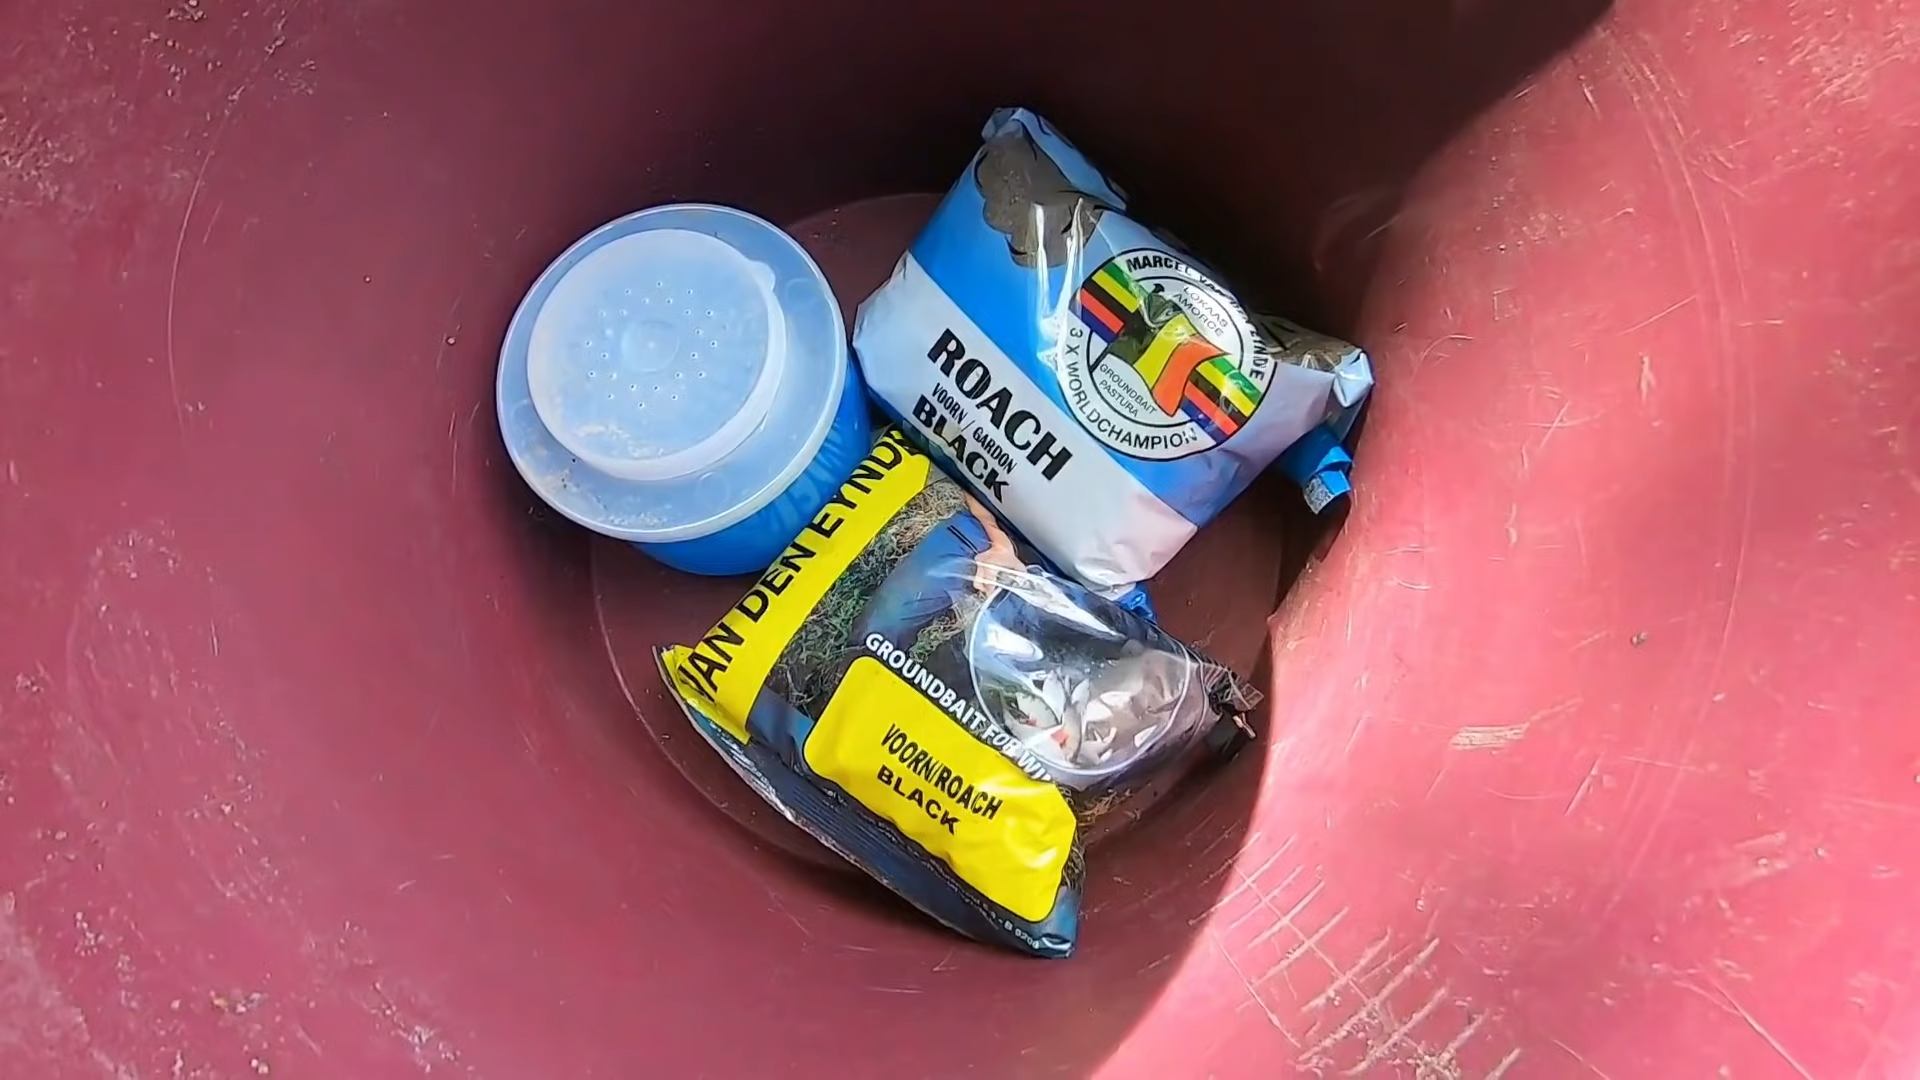 MARCEL VAN DEN EYNDE
LOKAAS
AMORCE
GROUNDBAIT
PASTURA
3 X WORLDCHAMPION
ROACH
VOORN / GARDON
BLACK
VAN DEN EYNDE
GROUNDBAIT FOR
VOORN/ROACH
BLACK